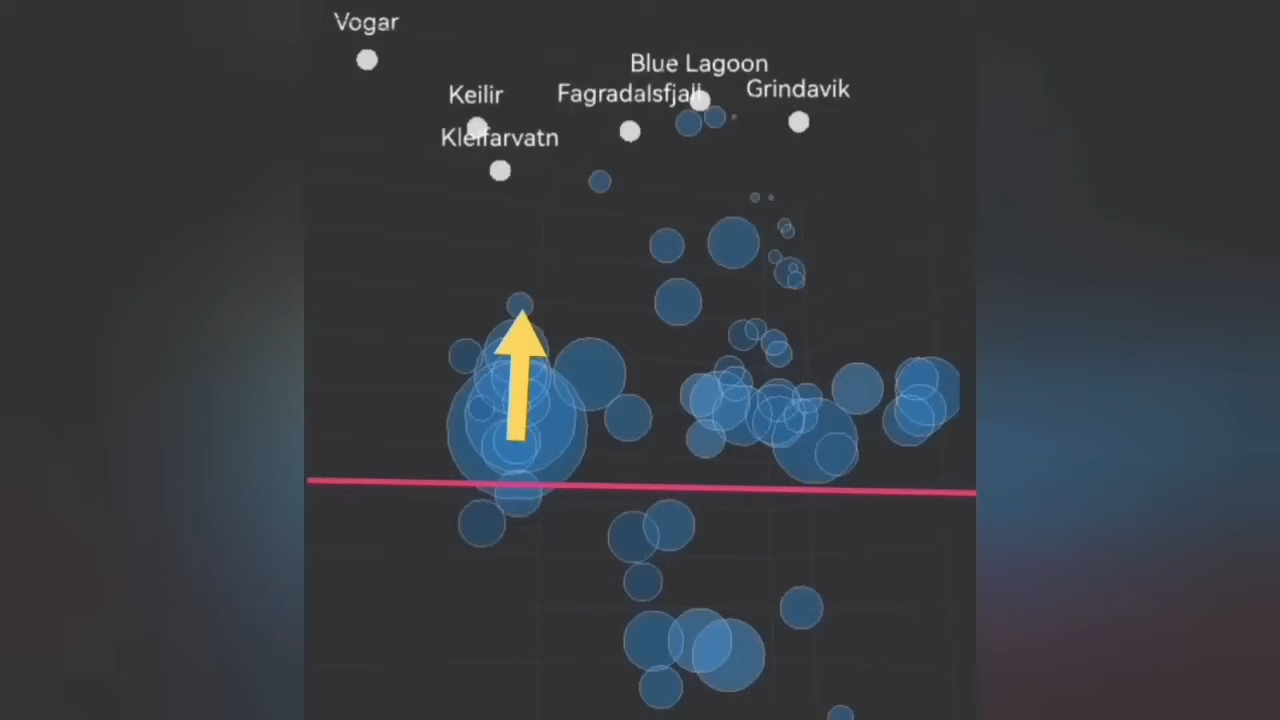 Vogar
Blue Lagoon
Keilir
Fagradalsfjall
Grindavik
Kleifarvatn